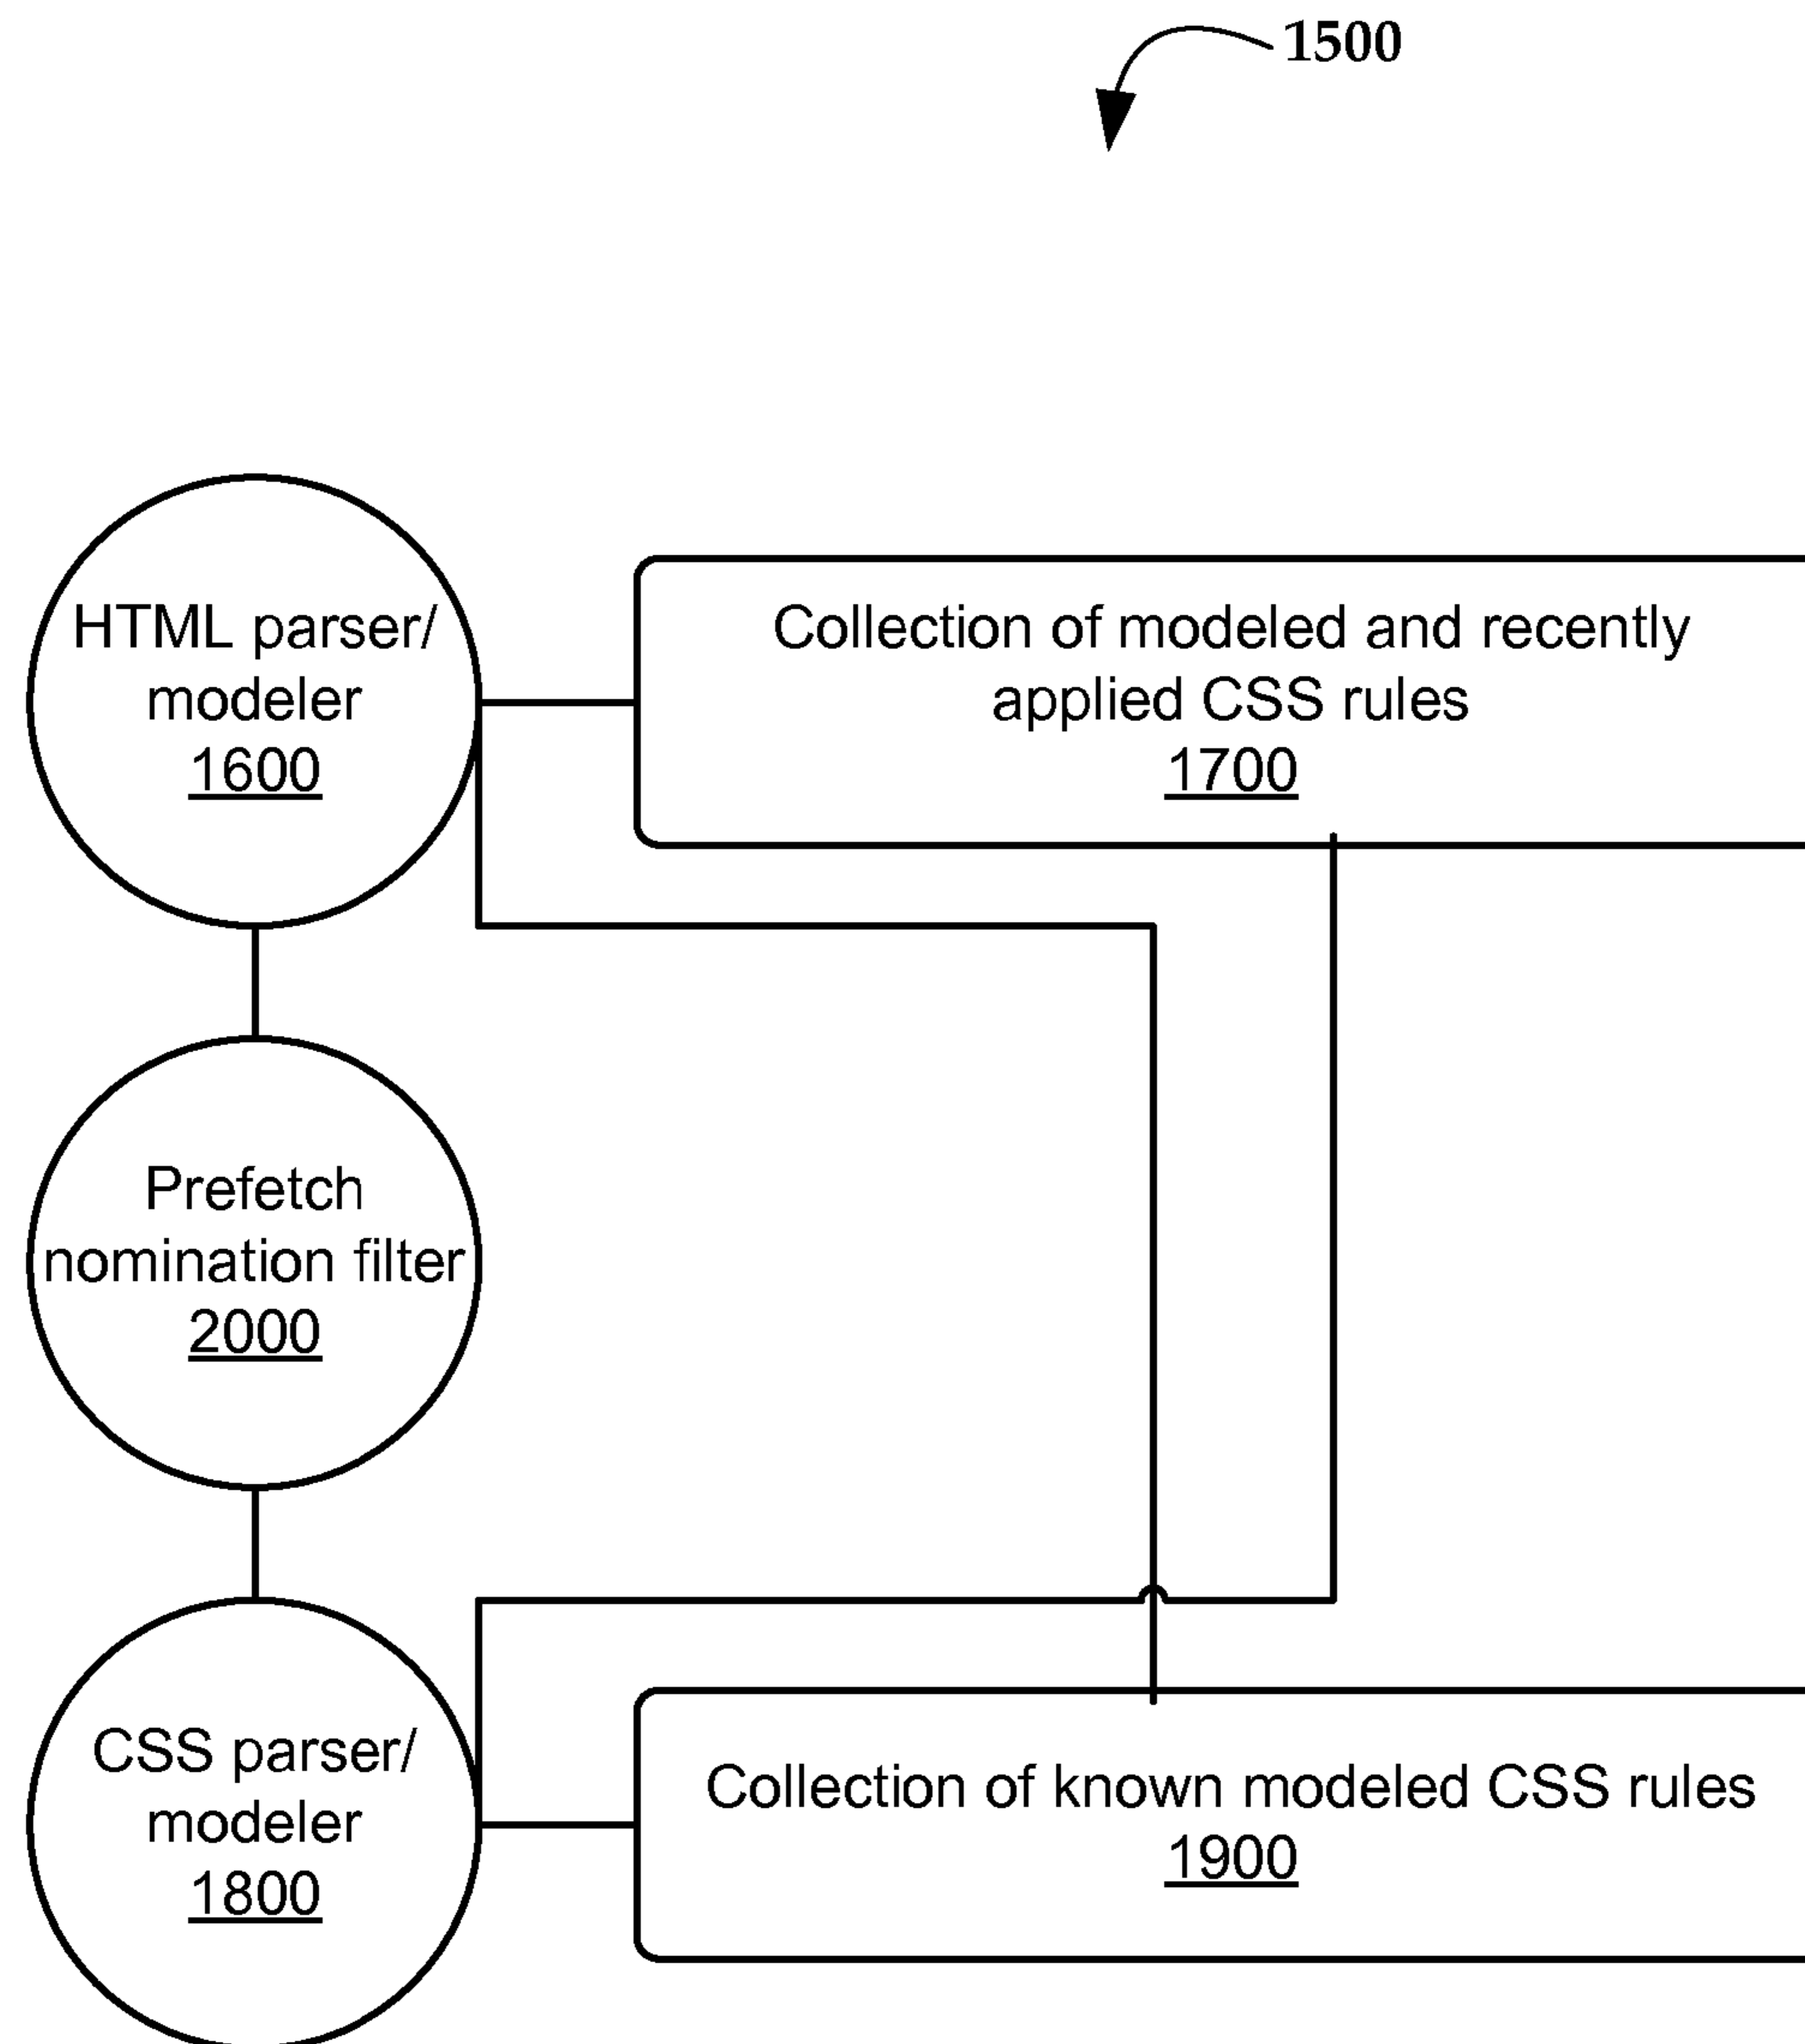 1500
HTML parser/
modeler
1600
Collection of modeled and recently
applied CSS rules
1700
Prefetch
nomination filter
2000
CSS parser/
modeler
1800
Collection of known modeled CSS rules
1900